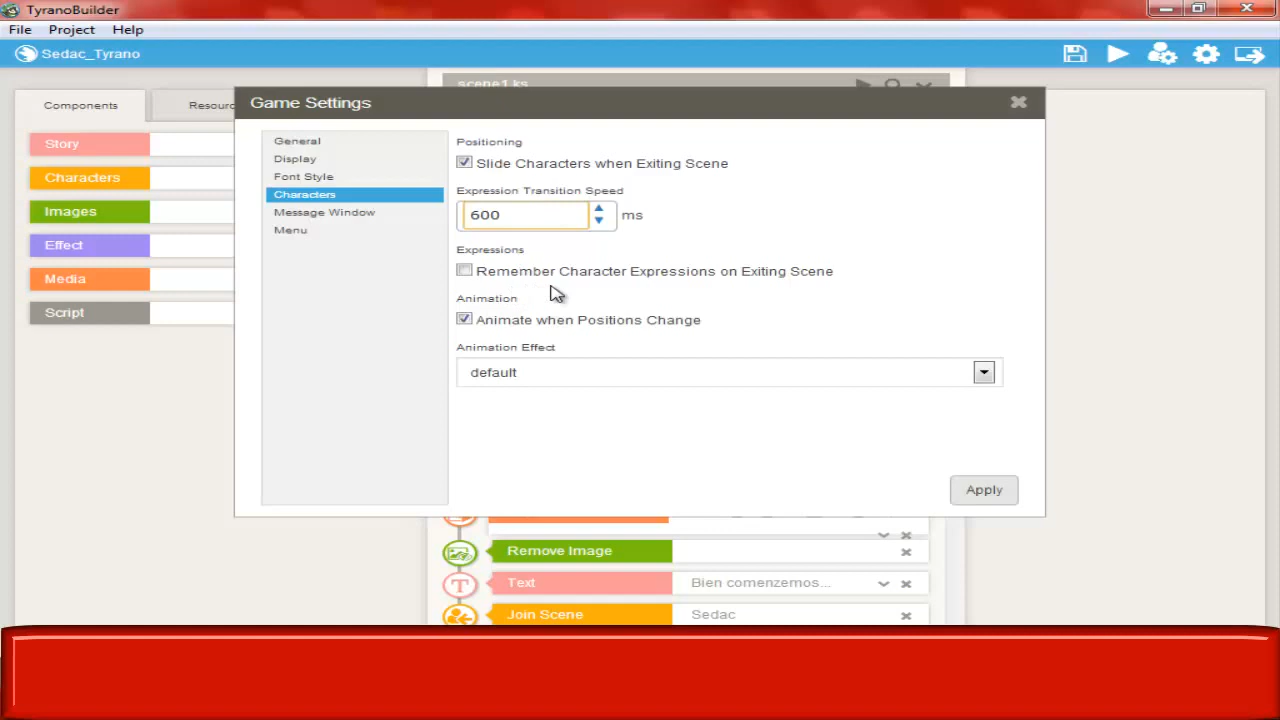 TyranoBuilder
File Project Help
Sedac_Tyrano
scene1.ks
Components
Resourc
Game Settings
Story
Characters
Images
Effect
Media
Script
General
Display
Font Style
Characters
Message Window
Menu
Positioning
Slide Characters when Exiting Scene
Expression Transition Speed
600 ms
Expressions
Remember Character Expressions on Exiting Scene
Animation
Animate when Positions Change
Animation Effect
default
Apply
Remove Image
Text Bien comenzemos...
Join Scene Sedac